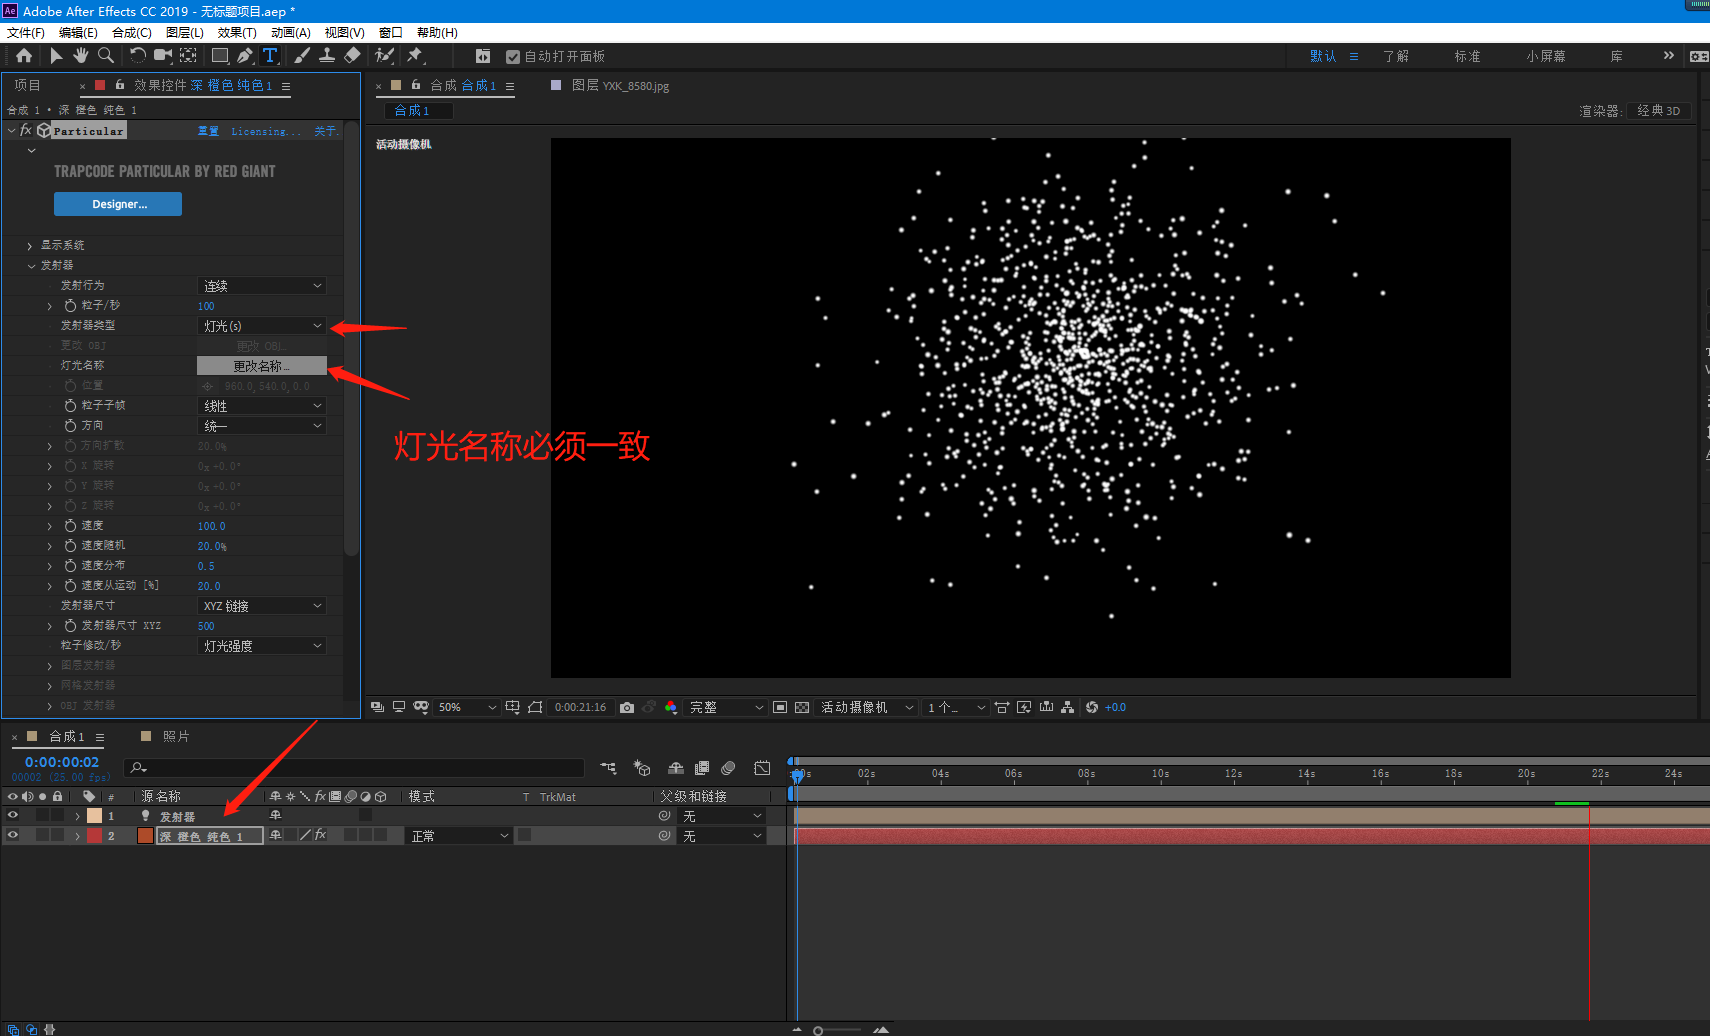 Ae Adobe After Effects CC 2019 - 无标题项目.aep *
文件(F) 编辑(E) 合成(C) 图层(L) 效果(T) 动画(A) 视图(V) 窗口 帮助(H)
T 自动打开面板 默认 了解 标准 小屏幕 库 »
项目 × 效果控件 深 橙色 纯色 1
合成 1 • 深 橙色 纯色 1
fx Particular 重置 Licensing... 关于.
TRAPCODE PARTICULAR BY RED GIANT
Designer...
显示系统
发射器
发射行为 连续
粒子/秒 100
发射器类型 灯光(s)
更改 OBJ 更改 OBJ...
灯光名称 更改名称...
位置 960.0,540.0,0.0
粒子子帧 线性
方向 统一
方向扩散 20.0%
X 旋转 0x +0.0°
Y 旋转 0x +0.0°
Z 旋转 0x +0.0°
速度 100.0
速度随机 20.0%
速度分布 0.5
速度从运动 [%] 20.0
发射器尺寸 XYZ 链接
发射器尺寸 XYZ 500
粒子修改/秒 灯光强度
图层发射器
网格发射器
OBJ 发射器
× 合成 合成 1 图层 YXK_8580.jpg
合成 1 渲染器: 经典 3D
活动摄像机
灯光名称必须一致
50% 0:00:21:16 完整 活动摄像机 1 个... +0.0
× 合成 1 照片
0:00:00:02
00002 (25.00 fps)
00s 02s 04s 06s 08s 10s 12s 14s 16s 18s 20s 22s 24s
# 源名称 fx 模式 T TrkMat 父级和链接
1 发射器 无
2 深 橙色 纯色 1 fx 正常 无